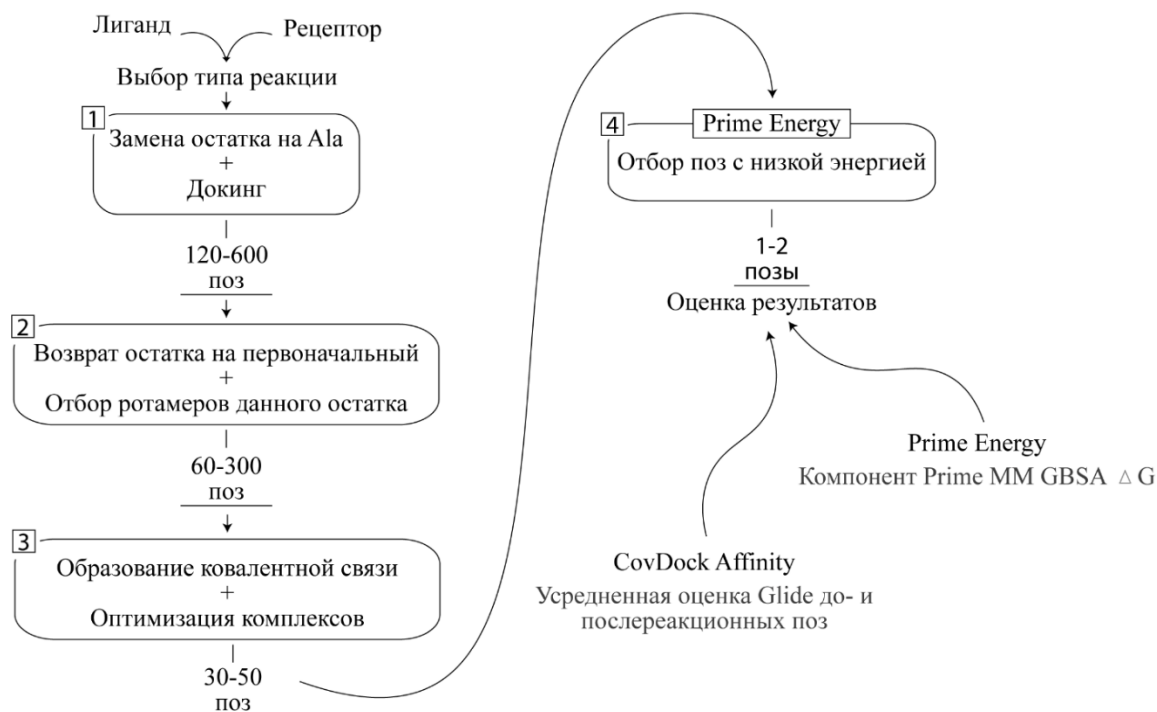 Лиганд
Рецептор
Выбор типа реакции
1
Замена остатка на Ala
+
Докинг
120-600
поз
2
Возврат остатка на первоначальный
+
Отбор ротамеров данного остатка
60-300
поз
3
Образование ковалентной связи
+
Оптимизация комплексов
30-50
поз
4
Prime Energy
Отбор поз с низкой энергией
1-2
позы
Оценка результатов
Prime Energy
Компонент Prime MM GBSA △ G
CovDock Affinity
Усредненная оценка Glide до- и
послереакционных поз